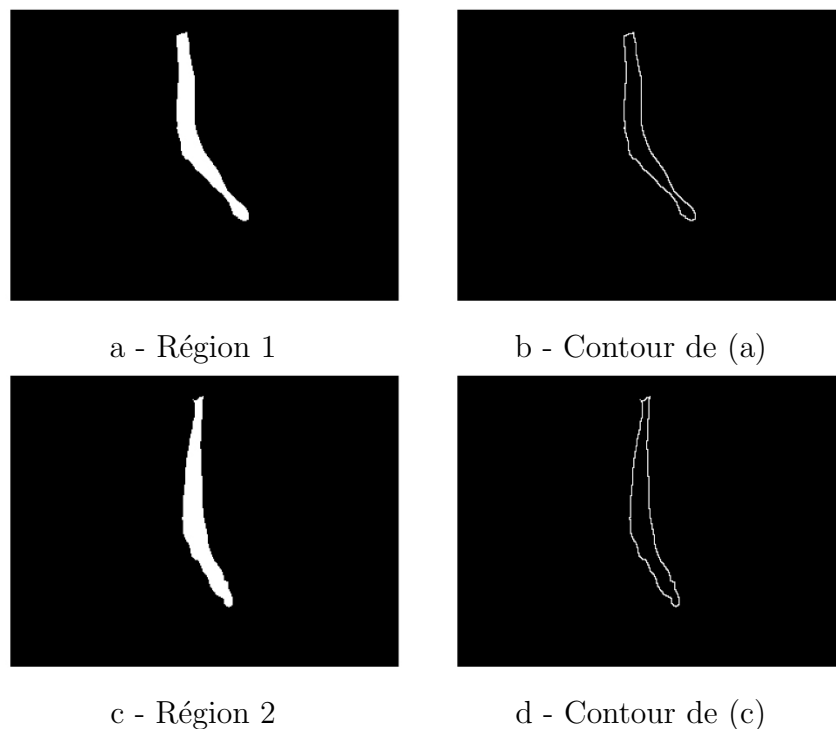 a - Région 1
b - Contour de (a)
c - Région 2
d - Contour de (c)